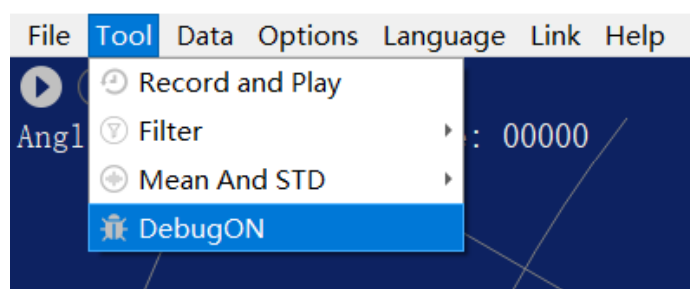 File Tool Data Options Language Link Help
Record and Play
Angl : 00000
Filter
Mean And STD
DebugON